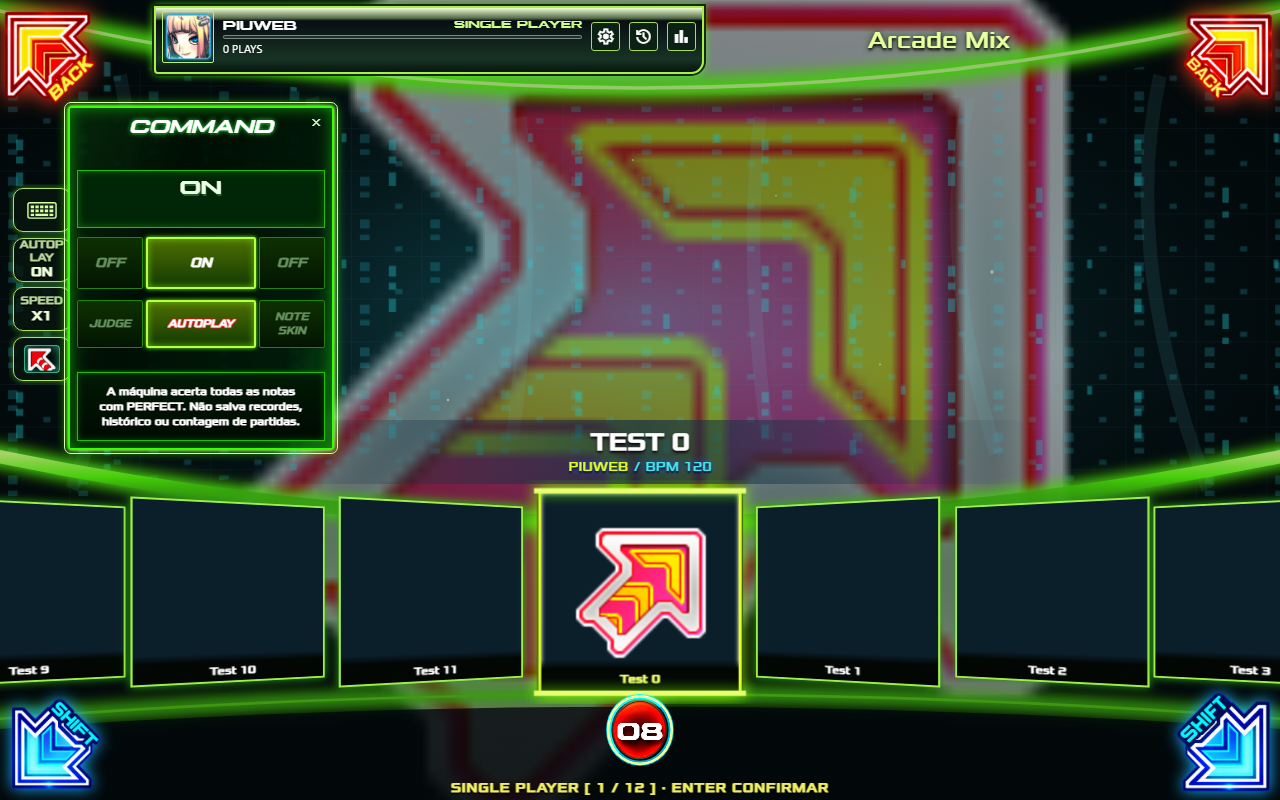 PIUWEB
SINGLE PLAYER
0 PLAYS
Arcade Mix
BACK
BACK
COMMAND
×
ON
OFF
ON
OFF
JUDGE
AUTOPLAY
NOTE
SKIN
A máquina acerta todas as notas
com PERFECT. Não salva recordes,
histórico ou contagem de partidas.
AUTOP
LAY
ON
SPEED
X1
TEST 0
PIUWEB / BPM 120
Test 9
Test 10
Test 11
Test 0
Test 1
Test 2
Test 3
SHIFT
SHIFT
08
SINGLE PLAYER [ 1 / 12 ] · ENTER CONFIRMAR